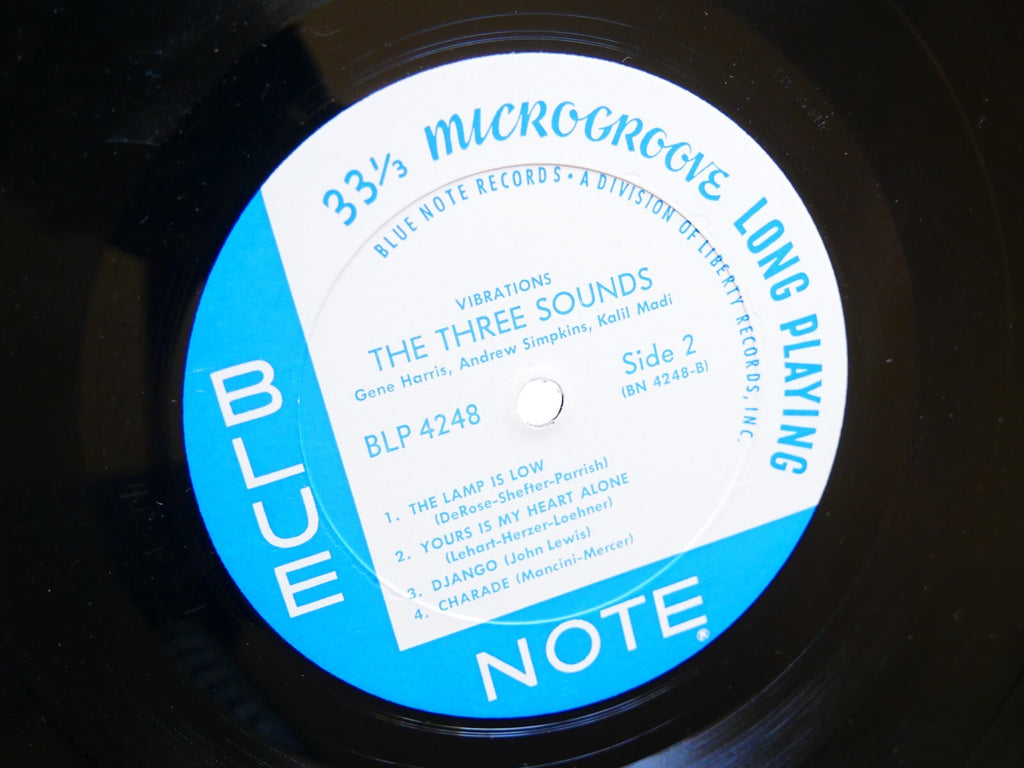 33⅓ MICROGROOVE LONG PLAYING
BLUE NOTE RECORDS • A DIVISION OF LIBERTY RECORDS, INC.
VIBRATIONS
THE THREE SOUNDS
Gene Harris, Andrew Simpkins, Kalil Madi
BLP 4248
Side 2
(BN 4248-B)
1. THE LAMP IS LOW
(DeRose-Shefter-Parrish)
2. YOURS IS MY HEART ALONE
(Lehart-Herzer-Loehner)
3. DJANGO (John Lewis)
4. CHARADE (Mancini-Mercer)
BLUE
NOTE®